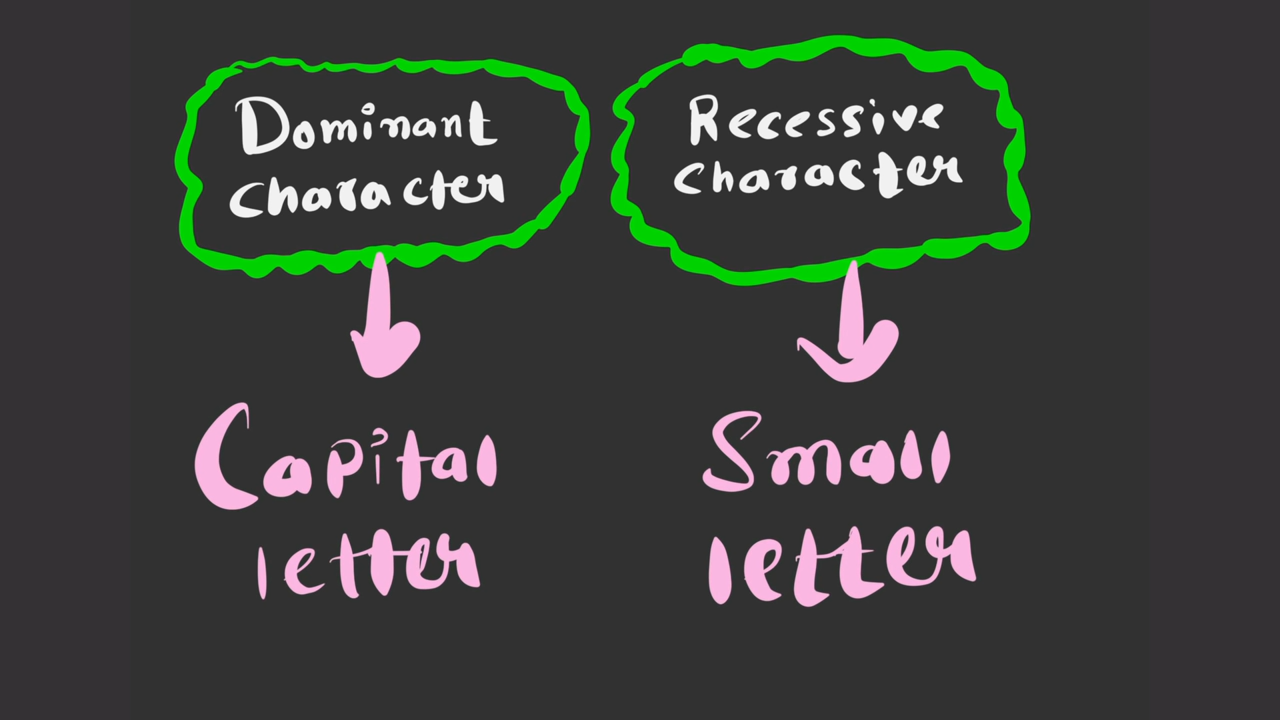 Dominant
character
Recessive
character
Capital
letter
Small
letter